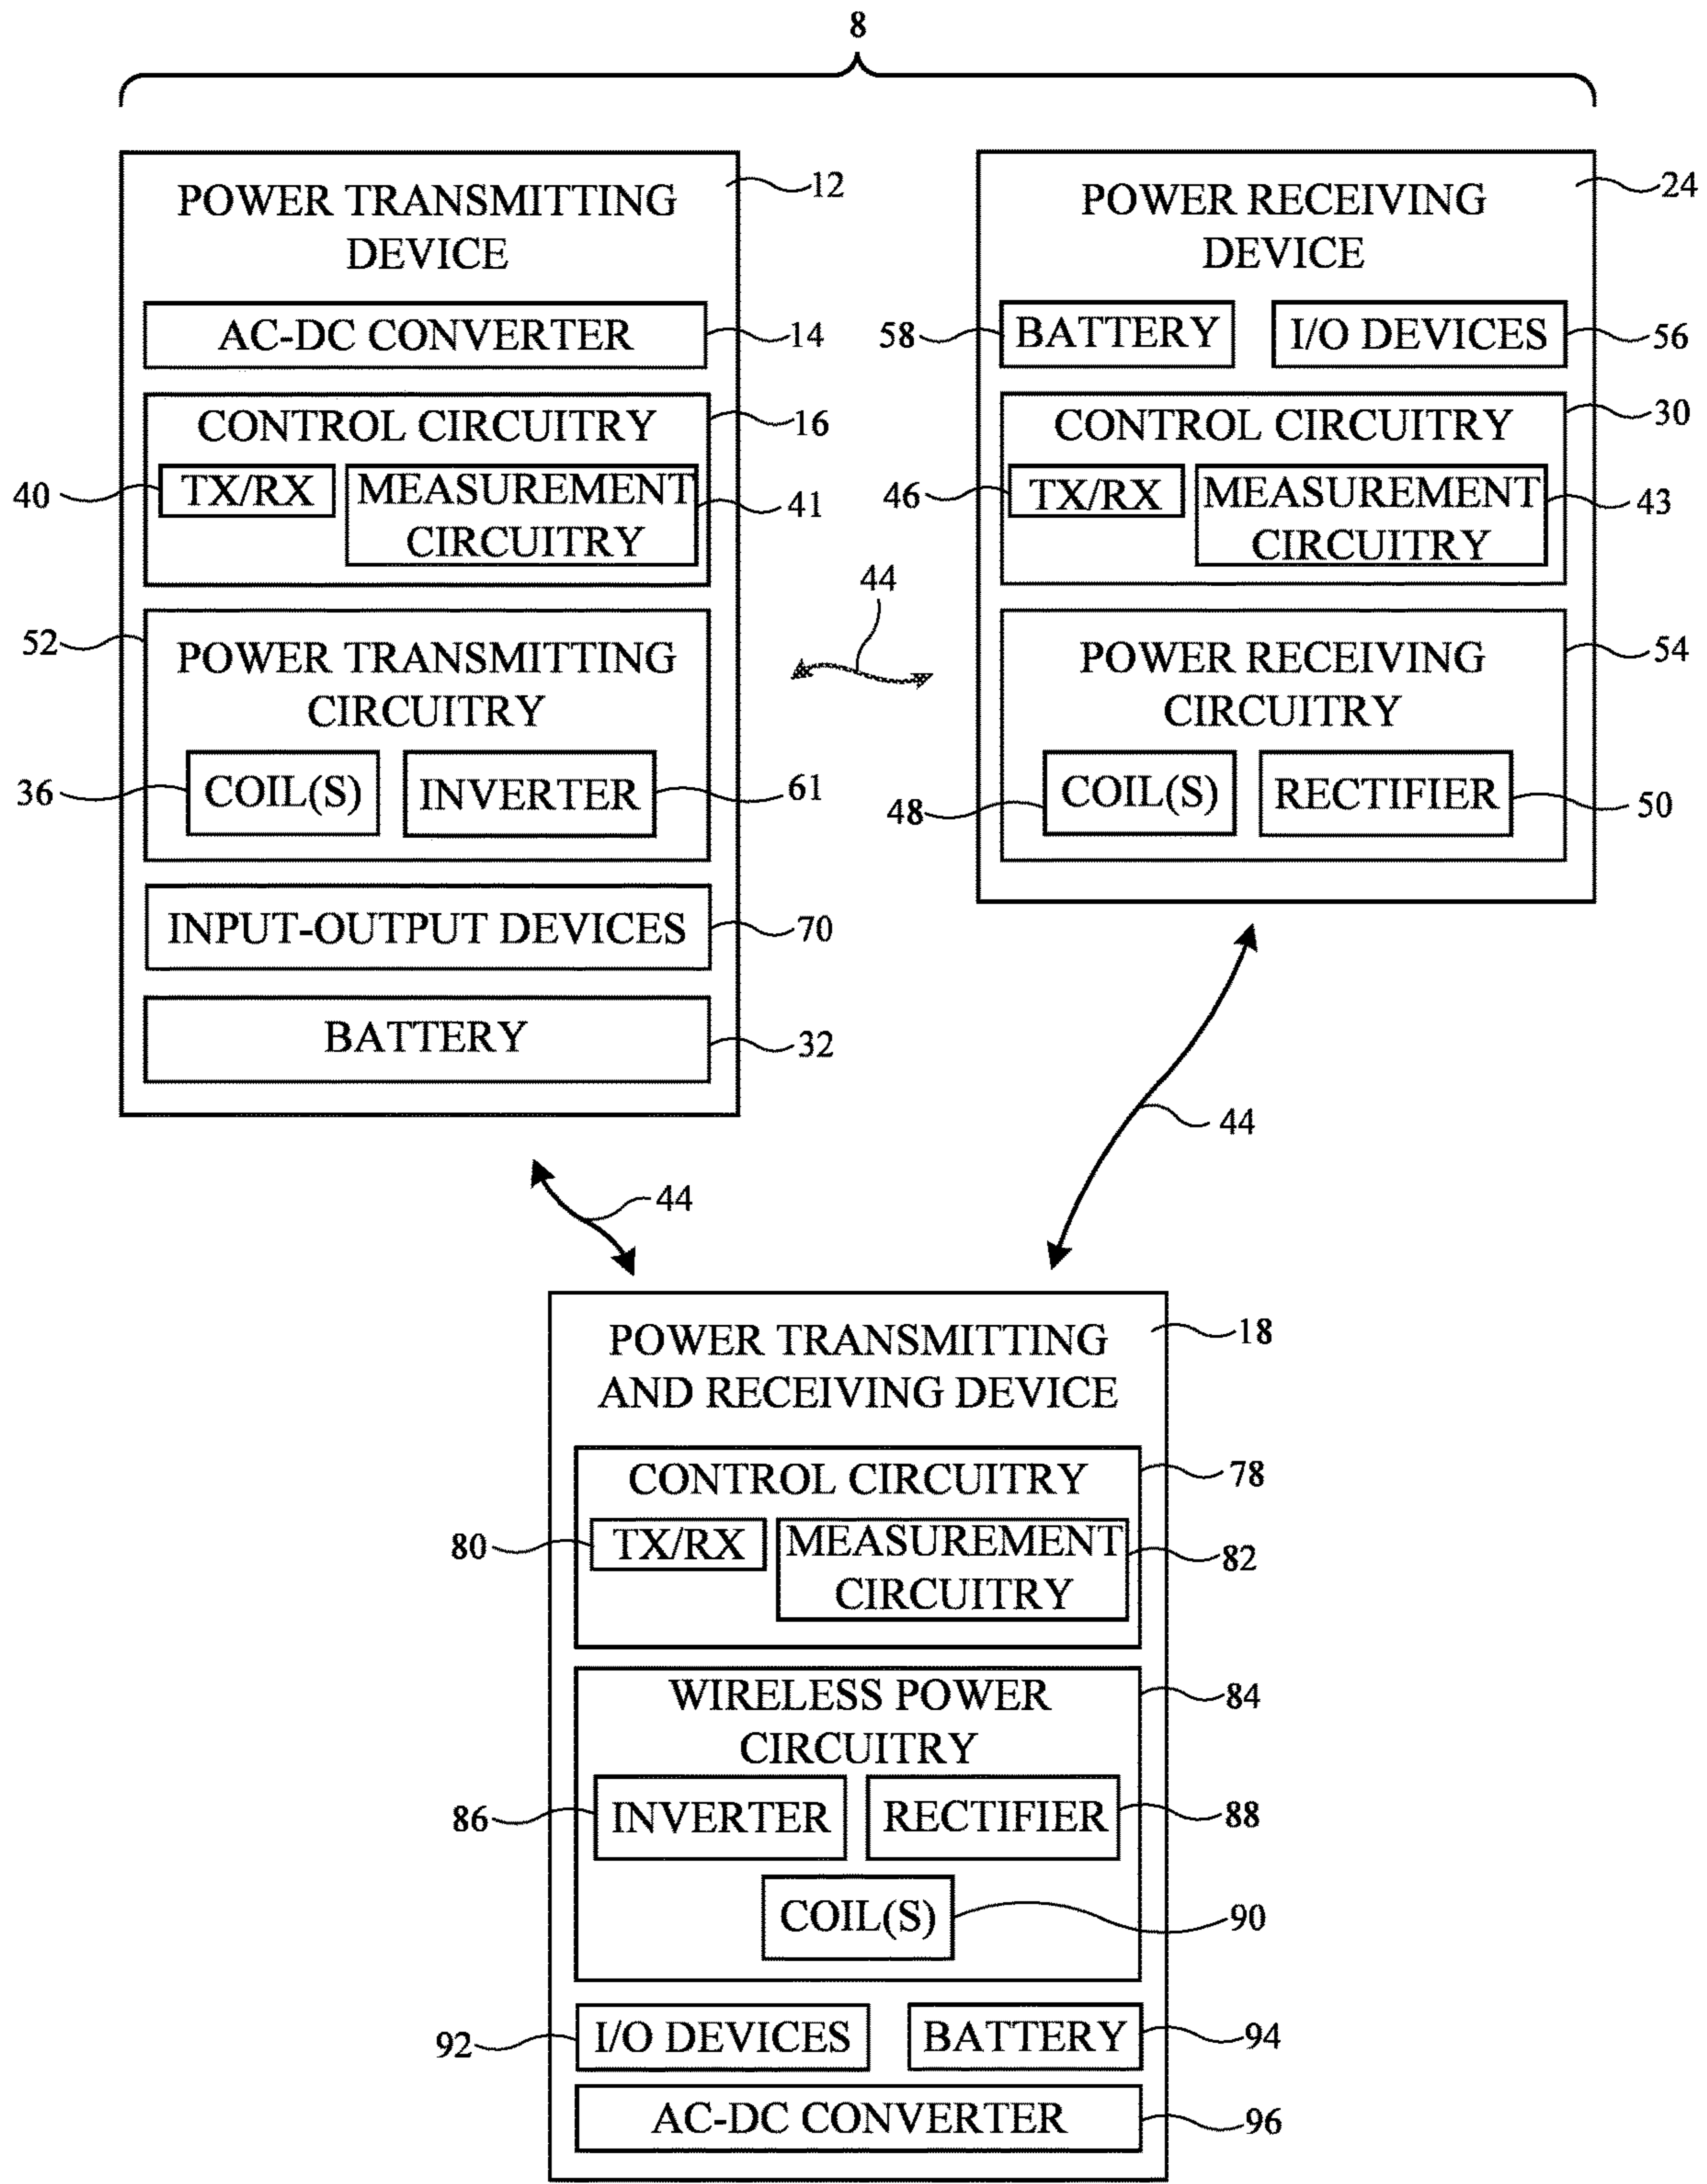 8
POWER TRANSMITTING
DEVICE
12
AC-DC CONVERTER
14
CONTROL CIRCUITRY
16
40
TX/RX
MEASUREMENT
CIRCUITRY
41
52
POWER TRANSMITTING
CIRCUITRY
36
COIL(S)
INVERTER
61
INPUT-OUTPUT DEVICES
70
BATTERY
32
POWER RECEIVING
DEVICE
24
58
BATTERY
I/O DEVICES
56
CONTROL CIRCUITRY
30
46
TX/RX
MEASUREMENT
CIRCUITRY
43
44
POWER RECEIVING
CIRCUITRY
54
48
COIL(S)
RECTIFIER
50
44
44
POWER TRANSMITTING
AND RECEIVING DEVICE
18
CONTROL CIRCUITRY
78
80
TX/RX
MEASUREMENT
CIRCUITRY
82
WIRELESS POWER
CIRCUITRY
84
86
INVERTER
RECTIFIER
88
COIL(S)
90
92
I/O DEVICES
BATTERY
94
AC-DC CONVERTER
96